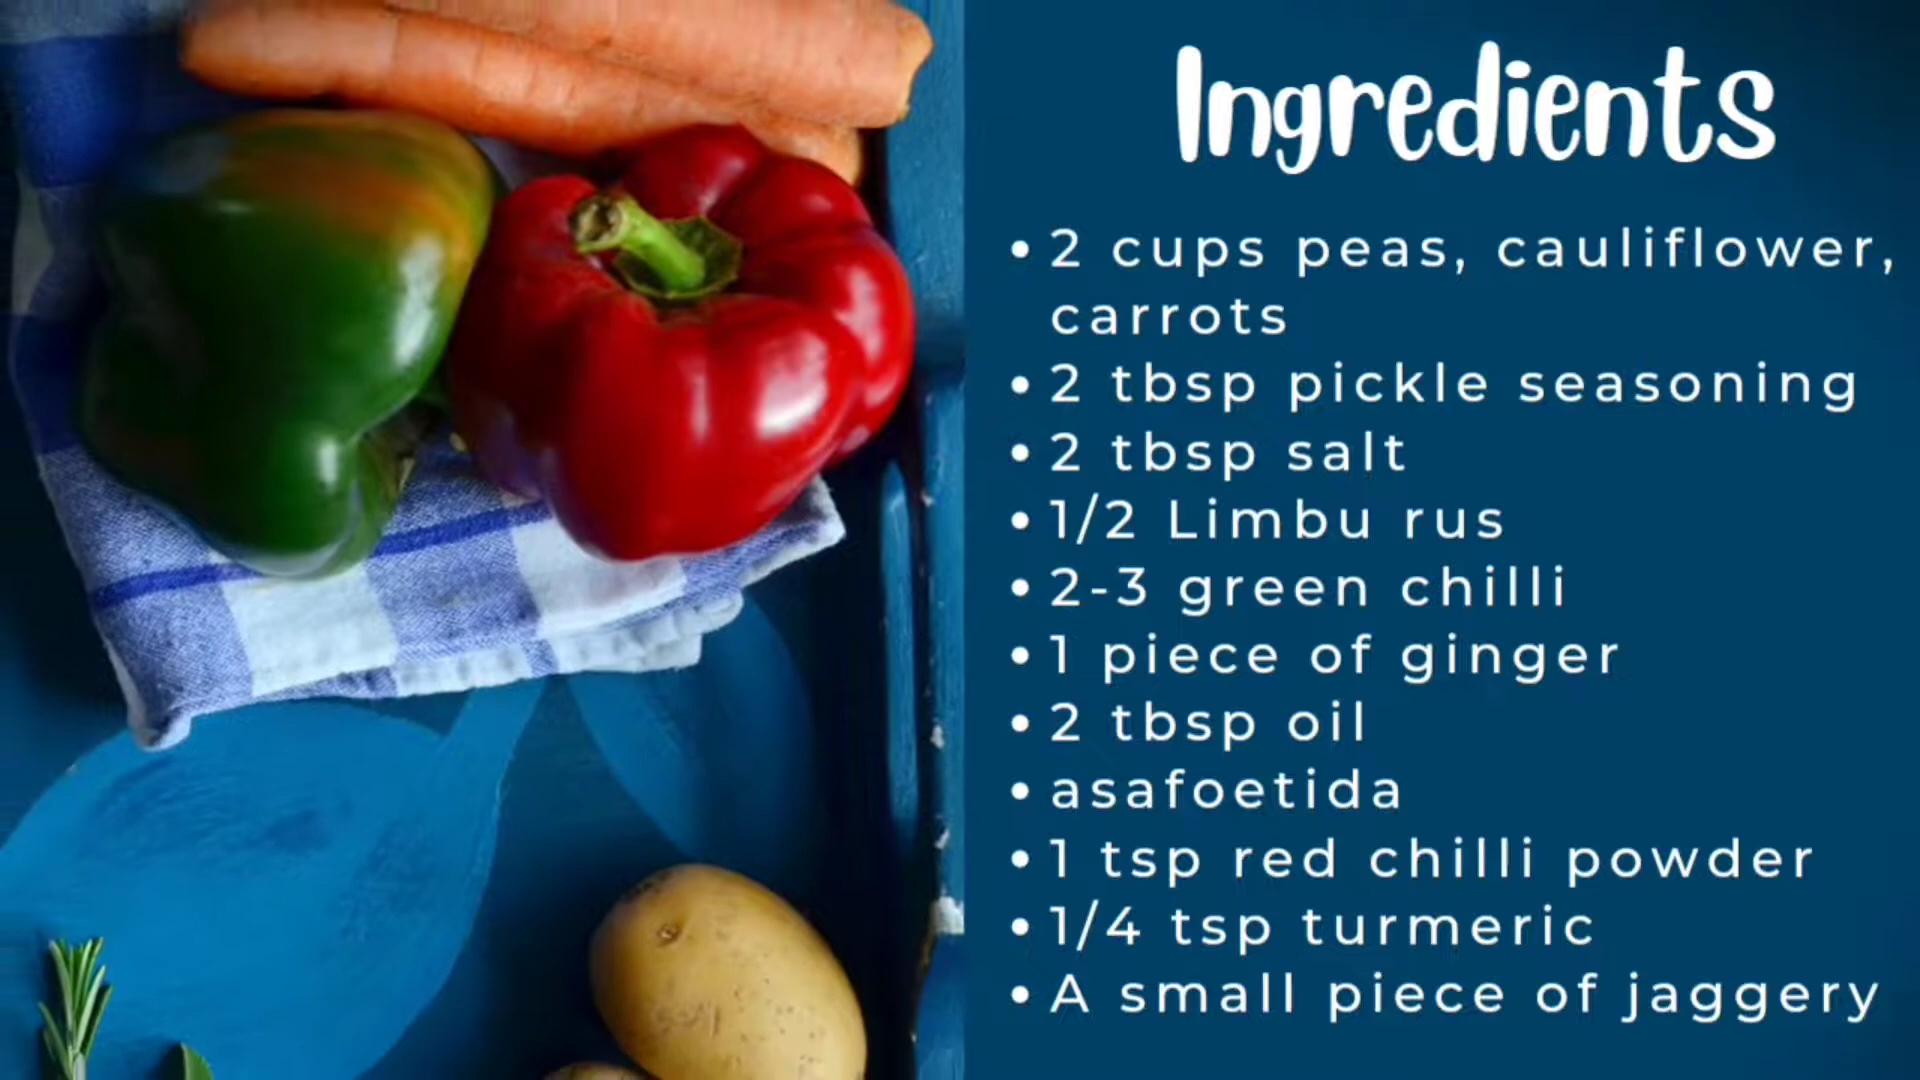 Ingredients
• 2 cups peas, cauliflower,
carrots
• 2 tbsp pickle seasoning
• 2 tbsp salt
• 1/2 Limbu rus
• 2-3 green chilli
• 1 piece of ginger
• 2 tbsp oil
• asafoetida
• 1 tsp red chilli powder
• 1/4 tsp turmeric
• A small piece of jaggery